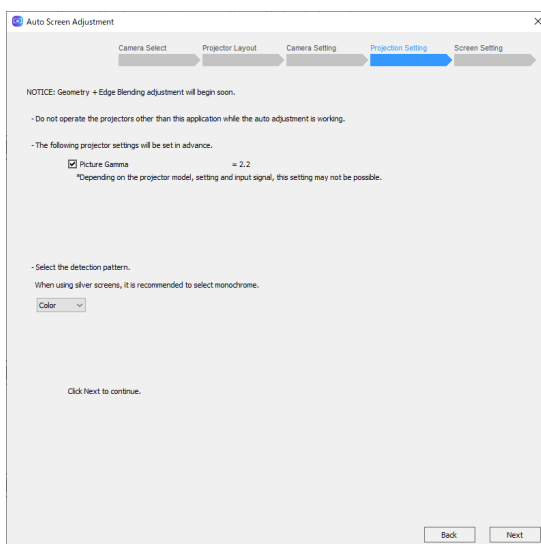 Auto Screen Adjustment
Camera Select Projector Layout Camera Setting Projection Setting Screen Setting
NOTICE: Geometry + Edge Blending adjustment will begin soon.
- Do not operate the projectors other than this application while the auto adjustment is working.
- The following projector settings will be set in advance.
Picture Gamma = 2.2
*Depending on the projector model, setting and input signal, this setting may not be possible.
- Select the detection pattern.
When using silver screens, it is recommended to select monochrome.
Color
Click Next to continue.
Back Next